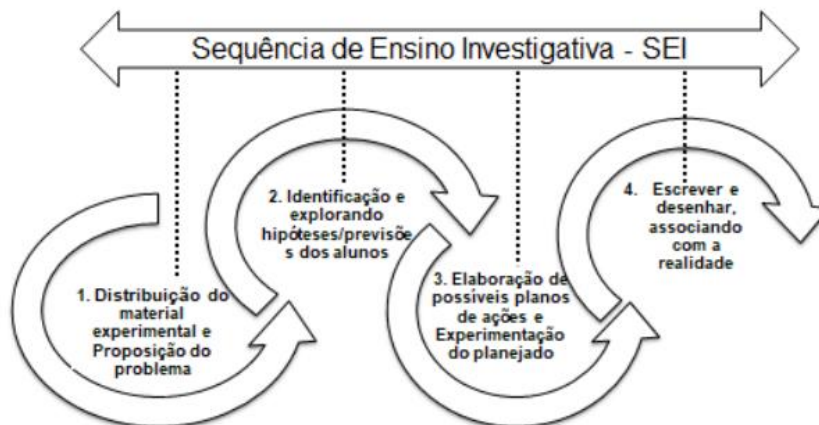 Sequência de Ensino Investigativa - SEI
1. Distribuição do
material
experimental e
Proposição do
problema
2. Identificação e
explorando
hipóteses/previsõe
s dos alunos
3. Elaboração de
possíveis planos
de ações e
Experimentação
do planejado
4. Escrever e
desenhar,
associando
com a
realidade